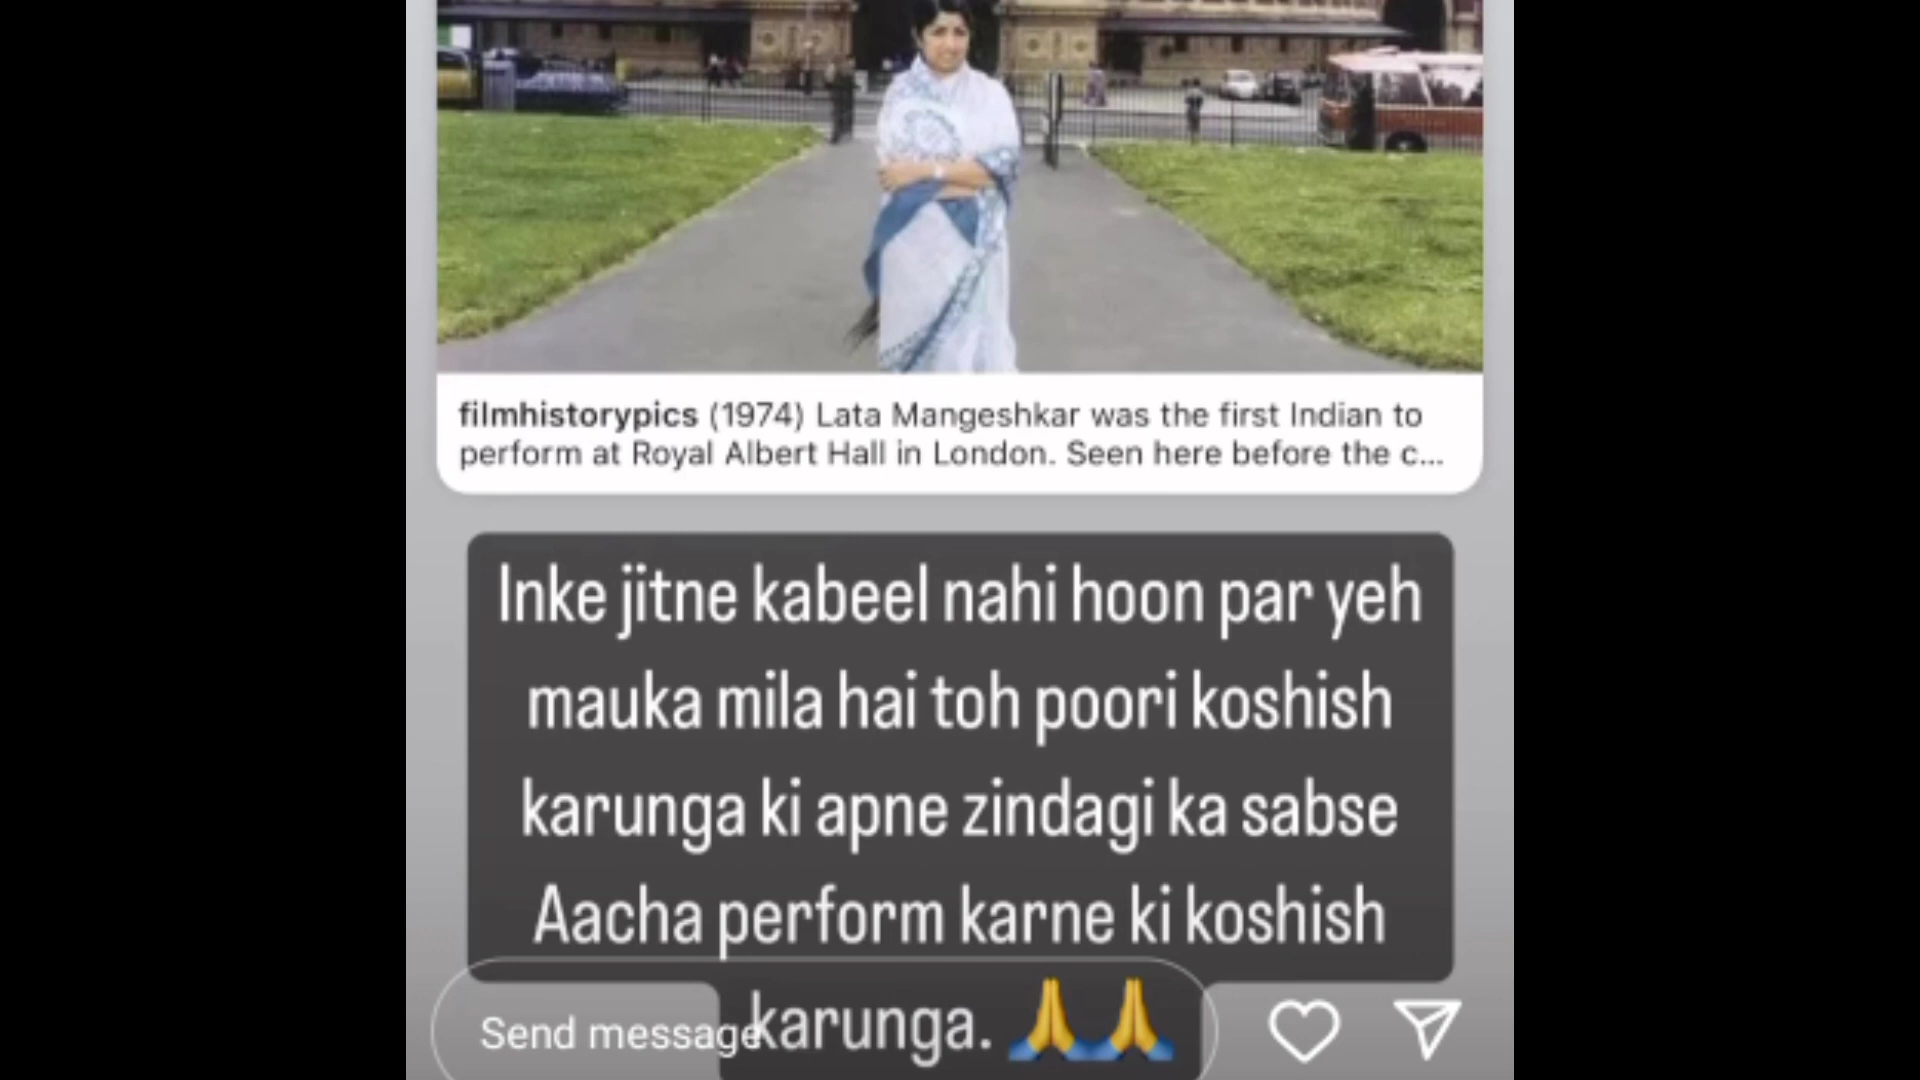 filmhistorypics (1974) Lata Mangeshkar was the first Indian to
perform at Royal Albert Hall in London. Seen here before the c...
Inke jitne kabeel nahi hoon par yeh
mauka mila hai toh poori koshish
karunga ki apne zindagi ka sabse
Aacha perform karne ki koshish
karunga. 🙏🙏
Send message